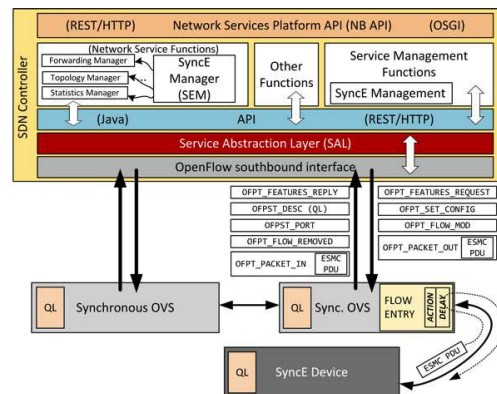 (REST/HTTP) Network Services Platform API (NB API) (OSGI)
SDN Controller
(Network Service Functions)
Forwarding Manager
Topology Manager
Statistics Manager
...
SyncE
Manager
(SEM)
Other
Functions
Service Management
Functions
SyncE Management
(Java) API (REST/HTTP)
Service Abstraction Layer (SAL)
OpenFlow southbound interface
OFPT_FEATURES_REPLY
OFPST_DESC (QL)
OFPST_PORT
OFPT_FLOW_REMOVED
OFPT_PACKET_IN
ESMC
PDU
OFPT_FEATURES_REQUEST
OFPT_SET_CONFIG
OFPT_FLOW_MOD
OFPT_PACKET_OUT
ESMC
PDU
QL
Synchronous OVS
QL
Sync. OVS
FLOW
ENTRY
ACTION
DELAY
ESMC PDU
QL
SyncE Device